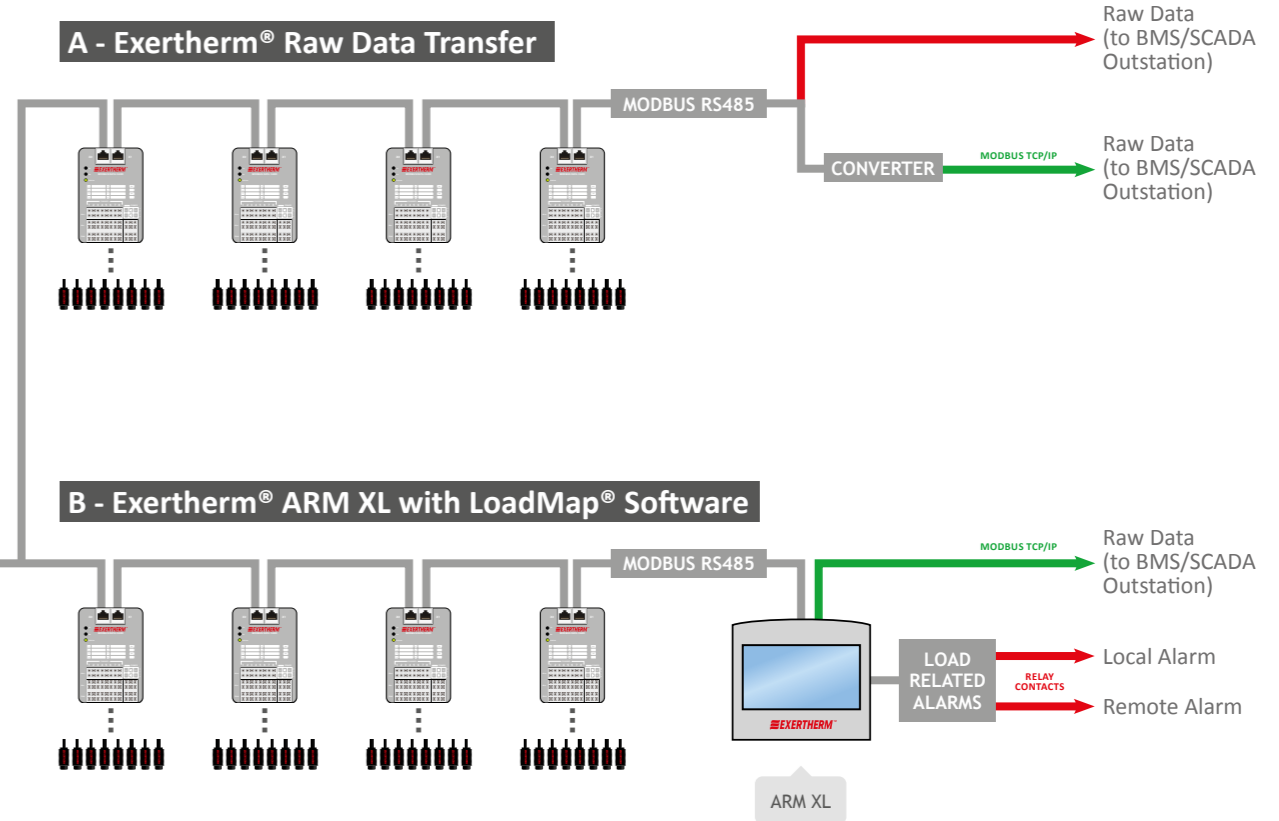 A - Exertherm® Raw Data Transfer
Raw Data
(to BMS/SCADA
Outstation)
MODBUS RS485
CONVERTER
MODBUS TCP/IP
Raw Data
(to BMS/SCADA
Outstation)
EXERTHERM
EXERTHERM
EXERTHERM
EXERTHERM
B - Exertherm® ARM XL with LoadMap® Software
MODBUS RS485
MODBUS TCP/IP
Raw Data
(to BMS/SCADA
Outstation)
EXERTHERM
EXERTHERM
EXERTHERM
EXERTHERM
EXERTHERM™
LOAD
RELATED
ALARMS
RELAY
CONTACTS
Local Alarm
Remote Alarm
ARM XL